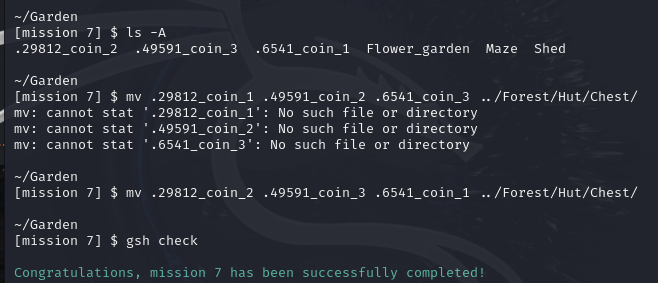 ~/Garden
[mission 7] $ ls -A
.29812_coin_2  .49591_coin_3  .6541_coin_1  Flower_garden  Maze  Shed
~/Garden
[mission 7] $ mv .29812_coin_1 .49591_coin_2 .6541_coin_3 ../Forest/Hut/Chest/
mv: cannot stat '.29812_coin_1': No such file or directory
mv: cannot stat '.49591_coin_2': No such file or directory
mv: cannot stat '.6541_coin_3': No such file or directory
~/Garden
[mission 7] $ mv .29812_coin_2 .49591_coin_3 .6541_coin_1 ../Forest/Hut/Chest/
~/Garden
[mission 7] $ gsh check
Congratulations, mission 7 has been successfully completed!